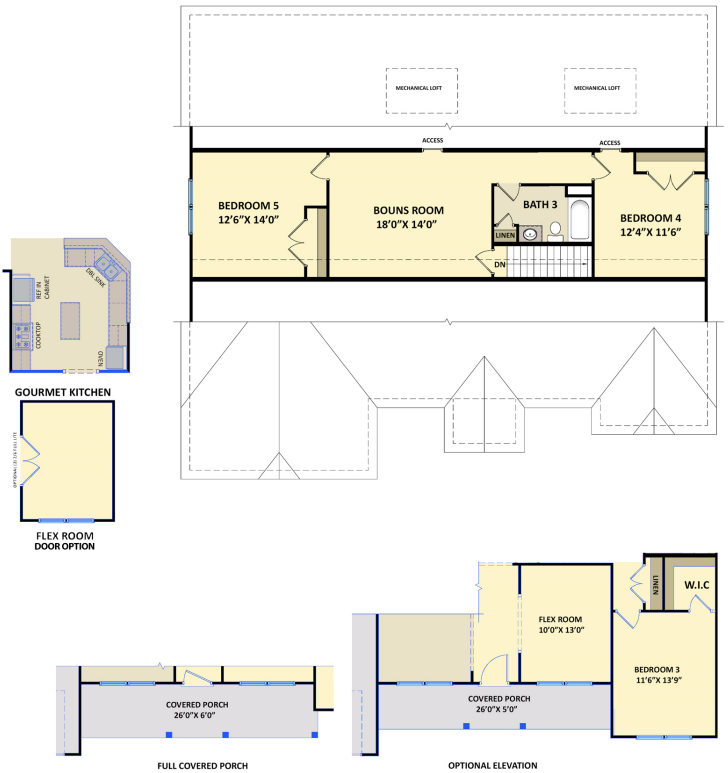 MECHANICAL LOFT
MECHANICAL LOFT
ACCESS
ACCESS
BEDROOM 5
12'6"X 14'0"
BOUNS ROOM
18'0"X 14'0"
BATH 3
LINEN
DN
BEDROOM 4
12'4"X 11'6"
DBL SINK
REF IN
CABINET
COOKTOP
OVEN
GOURMET KITCHEN
FLEX ROOM
DOOR OPTION
LINEN
W.I.C
FLEX ROOM
10'0"X 13'0"
BEDROOM 3
11'6"X 13'9"
COVERED PORCH
26'0"X 6'0"
COVERED PORCH
26'0"X 5'0"
FULL COVERED PORCH
OPTIONAL ELEVATION